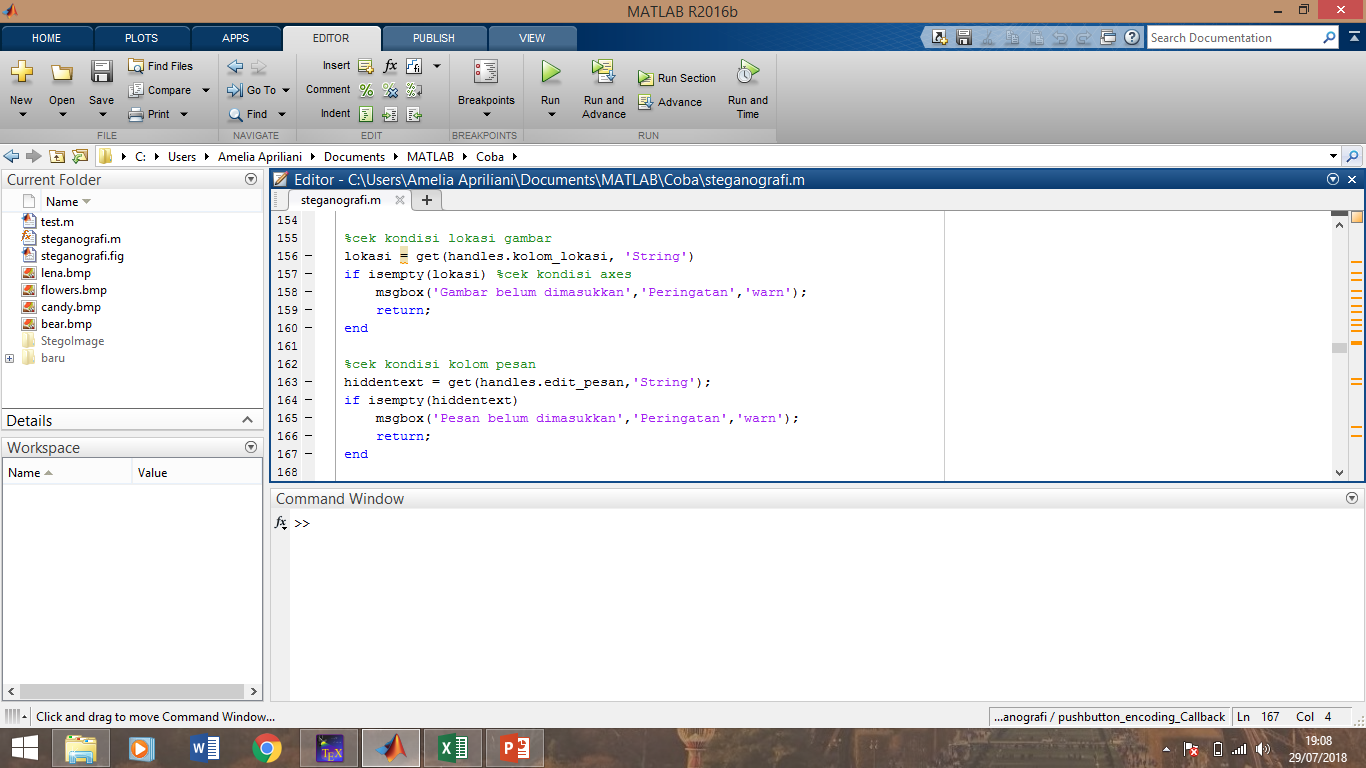 MATLAB R2016b
HOME PLOTS APPS EDITOR PUBLISH VIEW Search Documentation
New Open Save Find Files Compare Print
Go To Find
Insert Comment Indent
Breakpoints
Run Run and Advance Run Section Advance Run and Time
FILE NAVIGATE EDIT BREAKPOINTS RUN
C: Users Amelia Apriliani Documents MATLAB Coba
Current Folder
Name
test.m
steganografi.m
steganografi.fig
lena.bmp
flowers.bmp
candy.bmp
bear.bmp
StegoImage
baru
Details
Workspace
Name Value
Editor - C:\Users\Amelia Apriliani\Documents\MATLAB\Coba\steganografi.m
steganografi.m
154
155 %cek kondisi lokasi gambar
156 lokasi = get(handles.kolom_lokasi, 'String')
157 if isempty(lokasi) %cek kondisi axes
158 msgbox('Gambar belum dimasukkan','Peringatan','warn');
159 return;
160 end
161
162 %cek kondisi kolom pesan
163 hiddentext = get(handles.edit_pesan,'String');
164 if isempty(hiddentext)
165 msgbox('Pesan belum dimasukkan','Peringatan','warn');
166 return;
167 end
168
Command Window
fx >>
Click and drag to move Command Window...
...anografi / pushbutton_encoding_Callback Ln 167 Col 4
19:08
29/07/2018